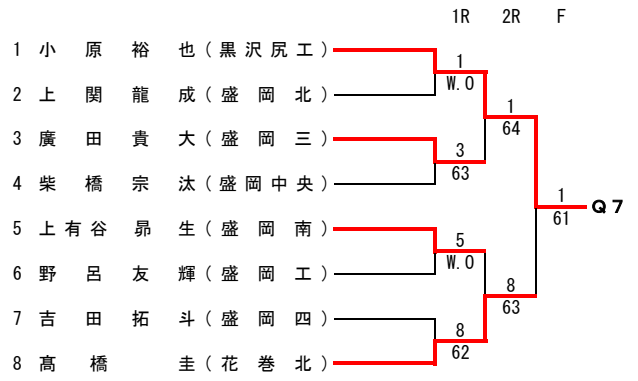 1R 2R F
1 小原裕也(黒沢尻工)
1
W.O
2 上関龍成(盛岡北)
1
64
3 廣田貴大(盛岡三)
3
63
4 柴橋宗汰(盛岡中央)
1
61
Q7
5 上有谷昴生(盛岡南)
5
W.O
6 野呂友輝(盛岡工)
8
63
7 吉田拓斗(盛岡四)
8
62
8 髙橋圭(花巻北)